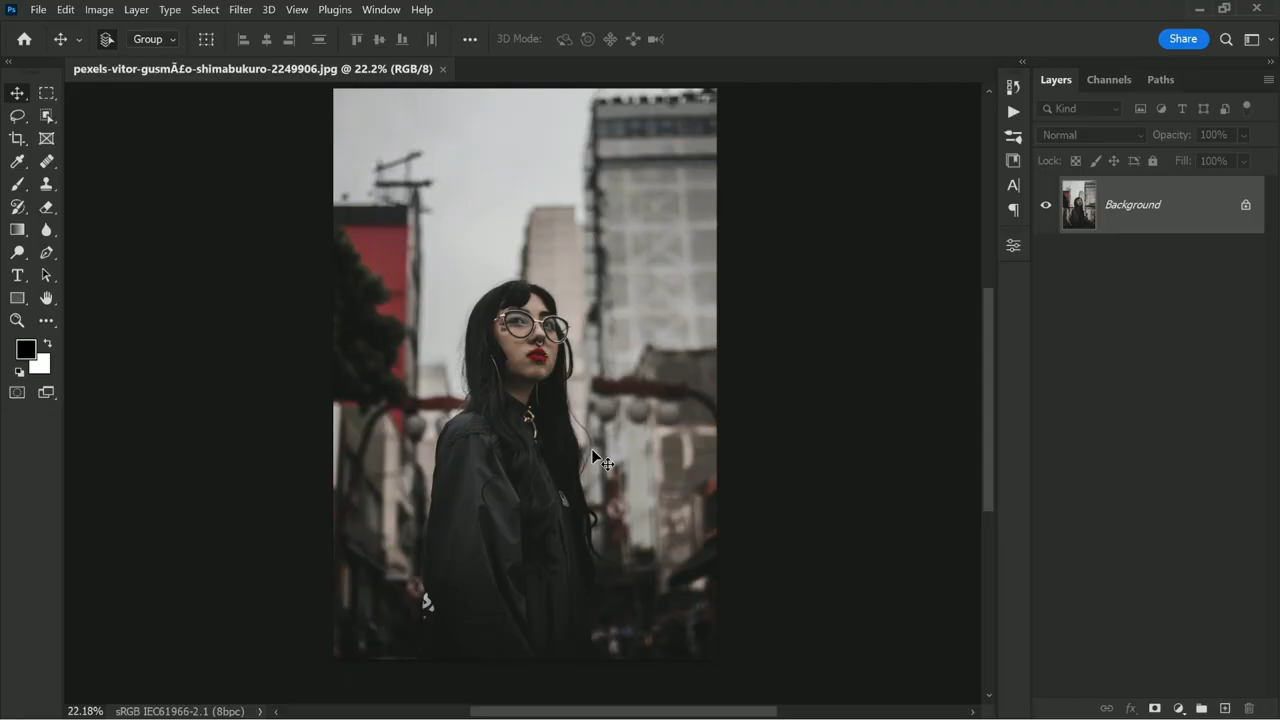 Ps File Edit Image Layer Type Select Filter 3D View Plugins Window Help
Group 3D Mode: Share
pexels-vitor-gusmÃ£o-shimabukuro-2249906.jpg @ 22.2% (RGB/8) ×
Layers Channels Paths
Kind
Normal Opacity: 100%
Lock: Fill: 100%
Background
22.18% sRGB IEC61966-2.1 (8bpc)